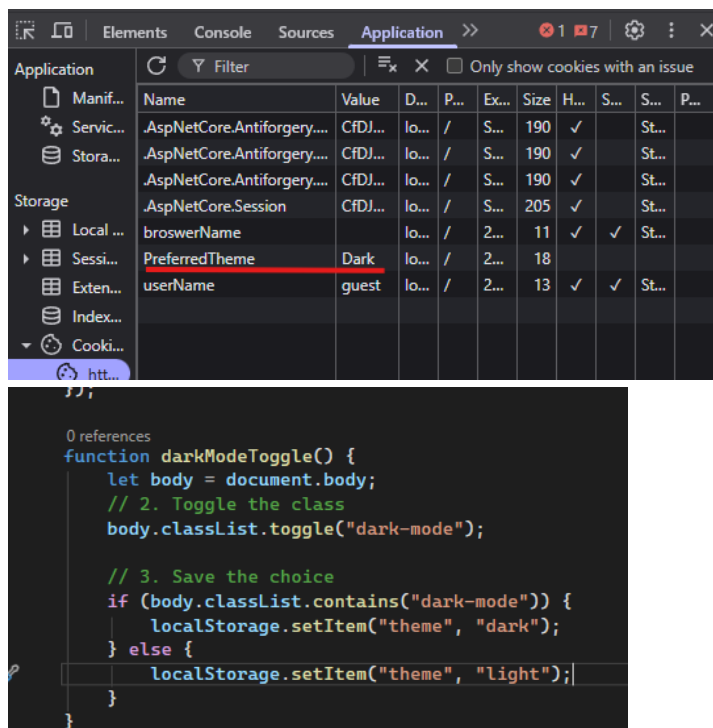 Elements Console Sources Application >> 1 7
Application Filter Only show cookies with an issue
Manif...
Servic...
Stora...
Storage
Local ...
Sessi...
Exten...
Index...
Cooki...
htt...
Name Value D... P... Ex... Size H... S... S... P...
.AspNetCore.Antiforgery.... CfDJ... lo... / S... 190 ✓ St...
.AspNetCore.Antiforgery.... CfDJ... lo... / S... 190 ✓ St...
.AspNetCore.Antiforgery.... CfDJ... lo... / S... 190 ✓ St...
.AspNetCore.Session CfDJ... lo... / S... 205 ✓ St...
broswerName lo... / 2... 11 ✓ ✓ St...
PreferredTheme Dark lo... / 2... 18
userName guest lo... / 2... 13 ✓ ✓ St...
});
0 references
function darkModeToggle() {
let body = document.body;
// 2. Toggle the class
body.classList.toggle("dark-mode");
// 3. Save the choice
if (body.classList.contains("dark-mode")) {
localStorage.setItem("theme", "dark");
} else {
localStorage.setItem("theme", "light");
}
}